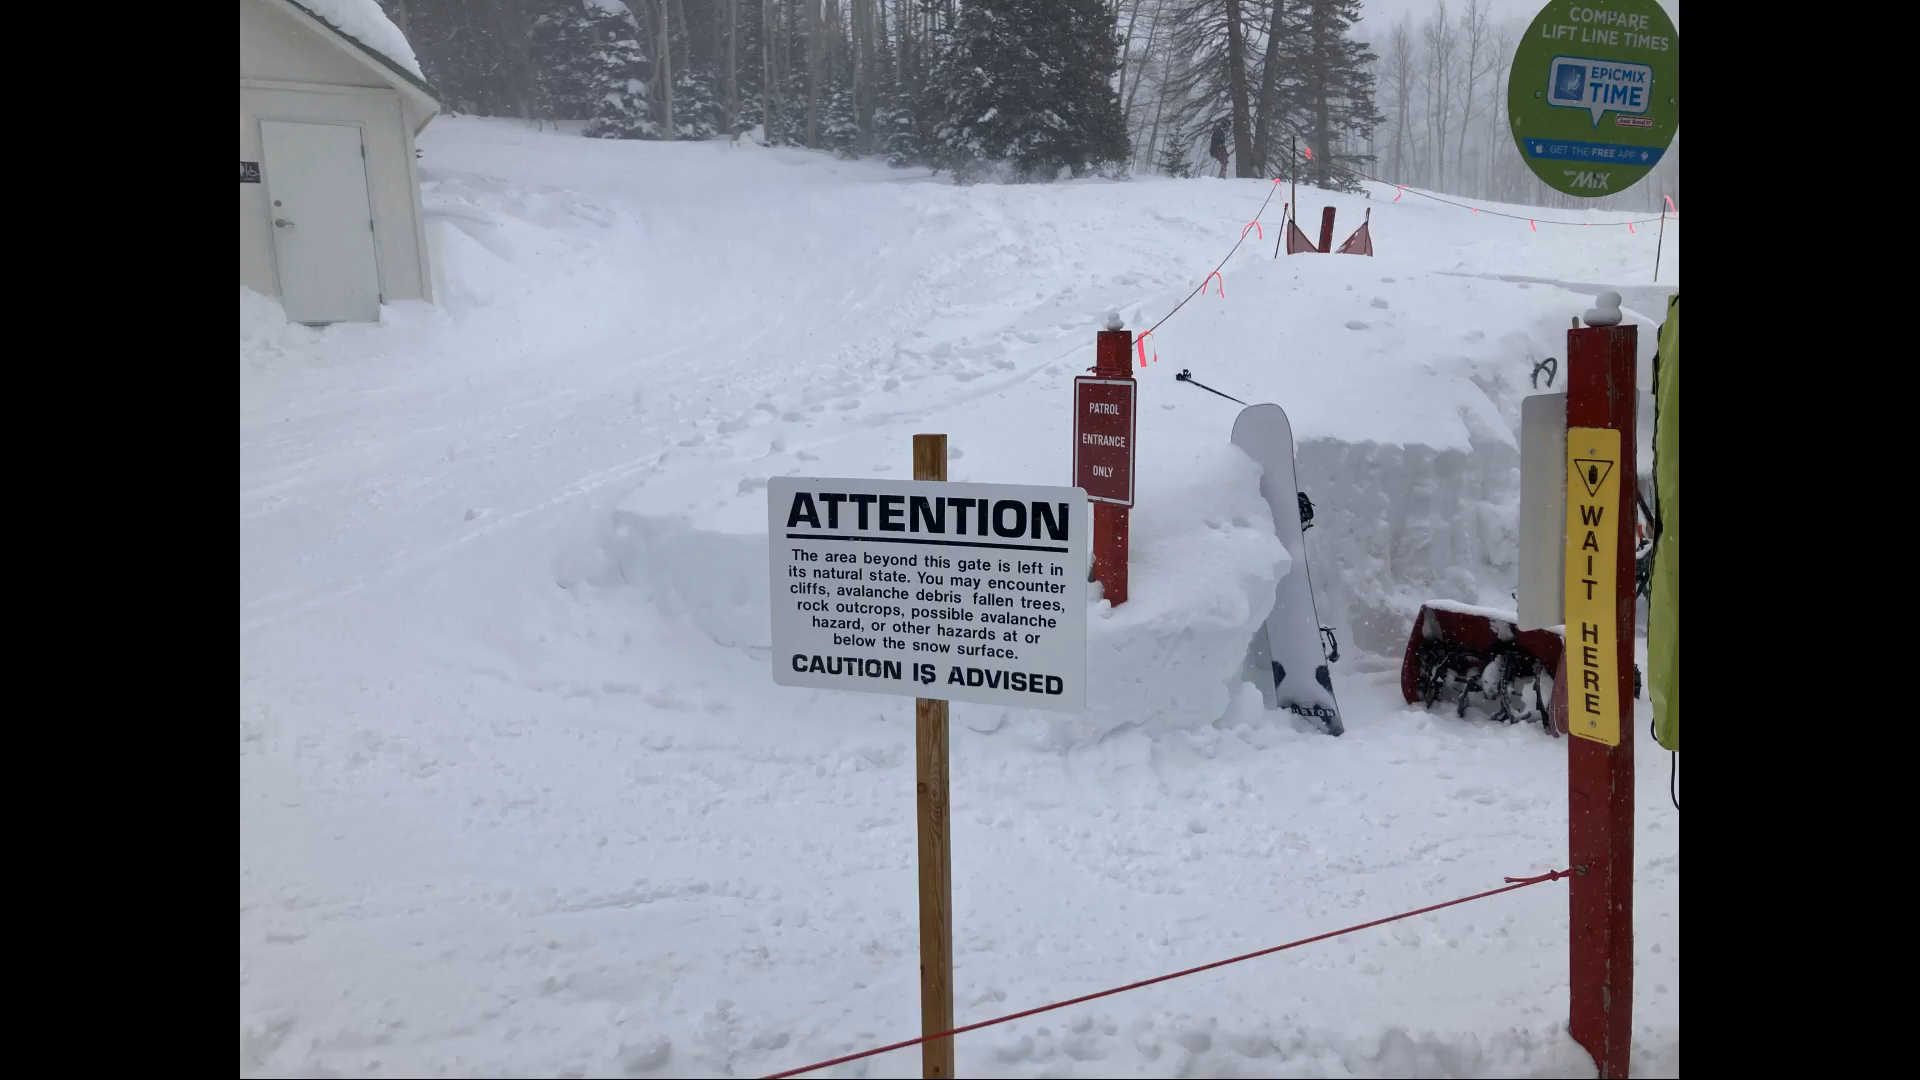 COMPARE
LIFT LINE TIMES
EPICMIX
TIME
GET THE FREE APP
MIX
PATROL
ENTRANCE
ONLY
ATTENTION
The area beyond this gate is left in
its natural state. You may encounter
cliffs, avalanche debris fallen trees,
rock outcrops, possible avalanche
hazard, or other hazards at or
below the snow surface.
CAUTION IS ADVISED
WAIT HERE